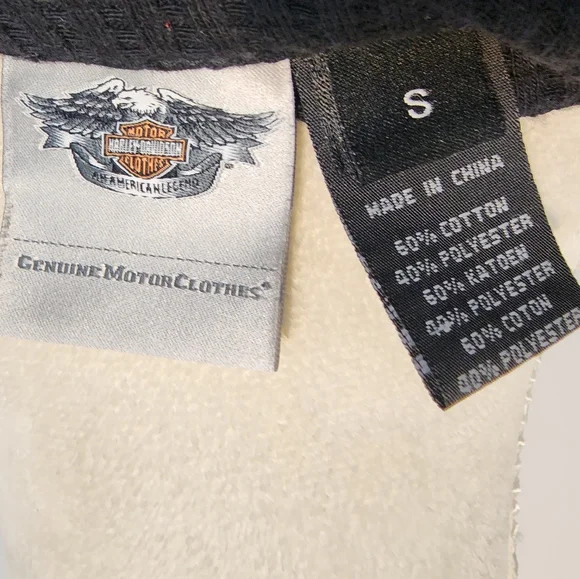 MOTOR
HARLEY-DAVIDSON
CLOTHES
AN AMERICAN LEGEND
GENUINE MOTORCLOTHES®
S
MADE IN CHINA
60% COTTON
40% POLYESTER
60% KATOEN
40% POLYESTER
60% COTON
40% POLYESTER